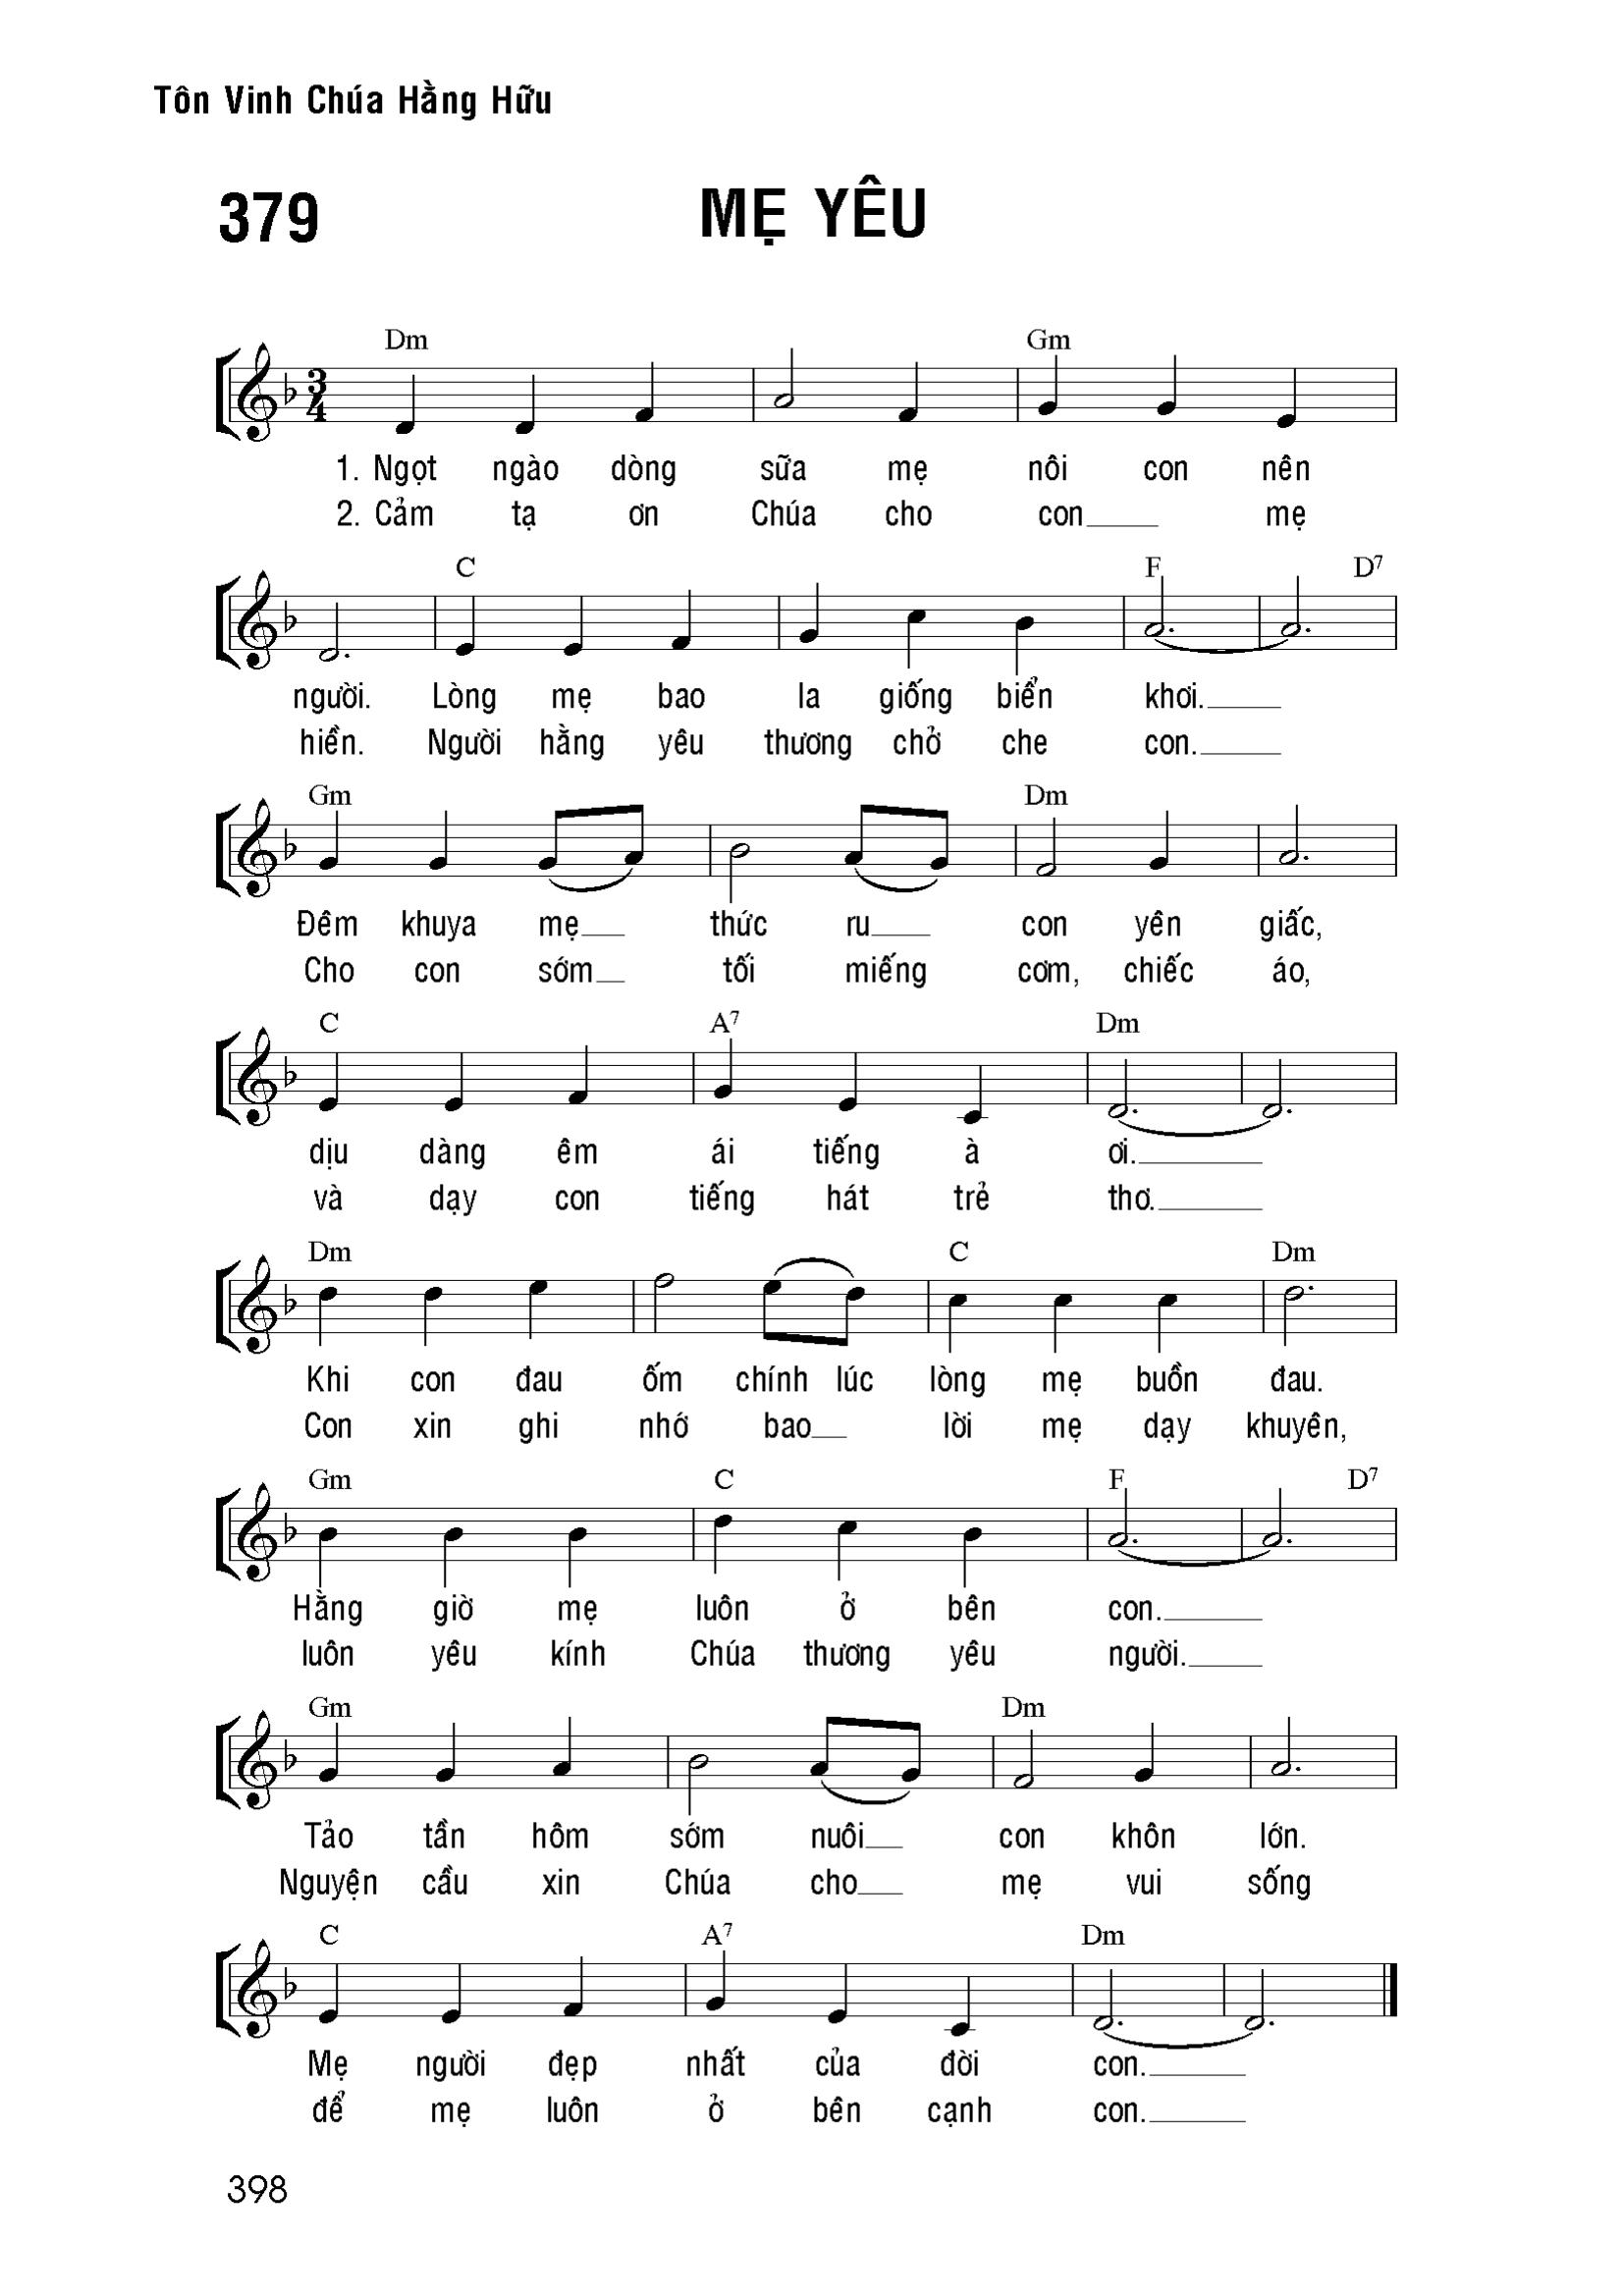 Tôn Vinh Chúa Hằng Hữu
379 MẸ YÊU
Dm Gm
3
4
1. Ngọt ngào dòng sữa mẹ nôi con nên
2. Cảm tạ ơn Chúa cho con mẹ
C F D7
người. Lòng mẹ bao la giống biển khơi.
hiền. Người hằng yêu thương chở che con.
Gm Dm
Đêm khuya mẹ thức ru con yên giấc,
Cho con sớm tối miếng cơm, chiếc áo,
C A7 Dm
dịu dàng êm ái tiếng à ơi.
và dạy con tiếng hát trẻ thơ.
Dm C Dm
Khi con đau ốm chính lúc lòng mẹ buồn đau.
Con xin ghi nhớ bao lời mẹ dạy khuyên,
Gm C F D7
Hằng giờ mẹ luôn ở bên con.
luôn yêu kính Chúa thương yêu người.
Gm Dm
Tảo tần hôm sớm nuôi con khôn lớn.
Nguyện cầu xin Chúa cho mẹ vui sống
C A7 Dm
Mẹ người đẹp nhất của đời con.
để mẹ luôn ở bên cạnh con.
398